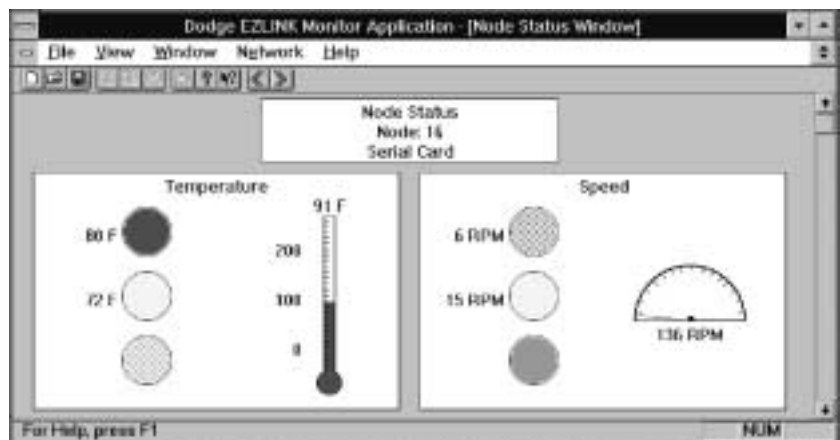 Dodge EZLINK Monitor Application - [Node Status Window]
File View Window Network Help
Node Status
Node: 16
Serial Card
Temperature
91 F
80 F
200
72 F
100
0
Speed
6 RPM
15 RPM
136 RPM
For Help, press F1
NUM